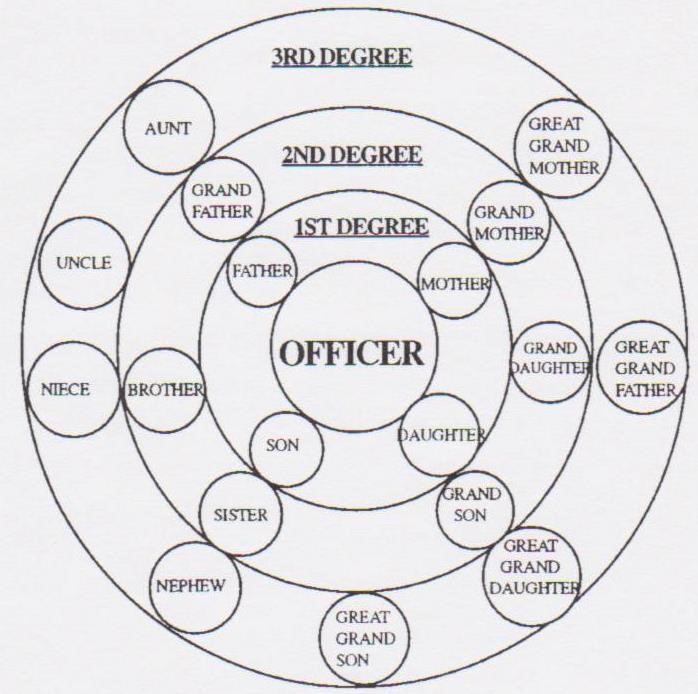 3RD DEGREE
AUNT
GREAT
GRAND
MOTHER
2ND DEGREE
GRAND
FATHER
GRAND
MOTHER
1ST DEGREE
UNCLE
FATHER
MOTHER
OFFICER
GRAND
DAUGHTER
GREAT
GRAND
FATHER
NIECE
BROTHER
SON
DAUGHTER
SISTER
GRAND
SON
NEPHEW
GREAT
GRAND
DAUGHTER
GREAT
GRAND
SON